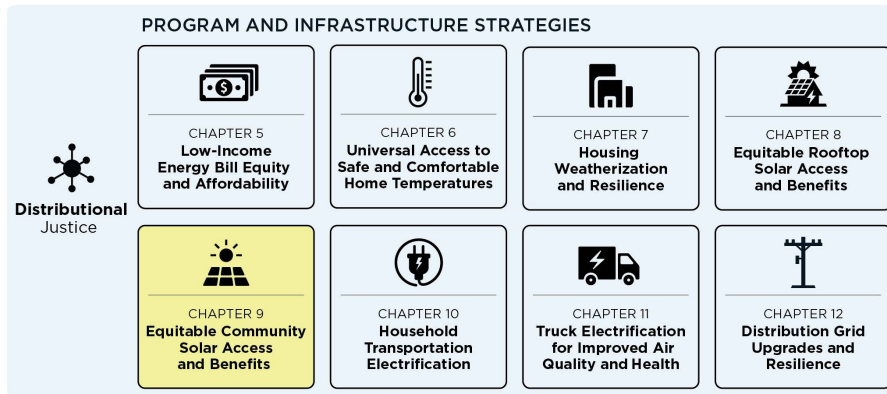 PROGRAM AND INFRASTRUCTURE STRATEGIES
Distributional
Justice
CHAPTER 5
Low-Income
Energy Bill Equity
and Affordability
CHAPTER 6
Universal Access to
Safe and Comfortable
Home Temperatures
CHAPTER 7
Housing
Weatherization
and Resilience
CHAPTER 8
Equitable Rooftop
Solar Access
and Benefits
CHAPTER 9
Equitable Community
Solar Access
and Benefits
CHAPTER 10
Household
Transportation
Electrification
CHAPTER 11
Truck Electrification
for Improved Air
Quality and Health
CHAPTER 12
Distribution Grid
Upgrades and
Resilience